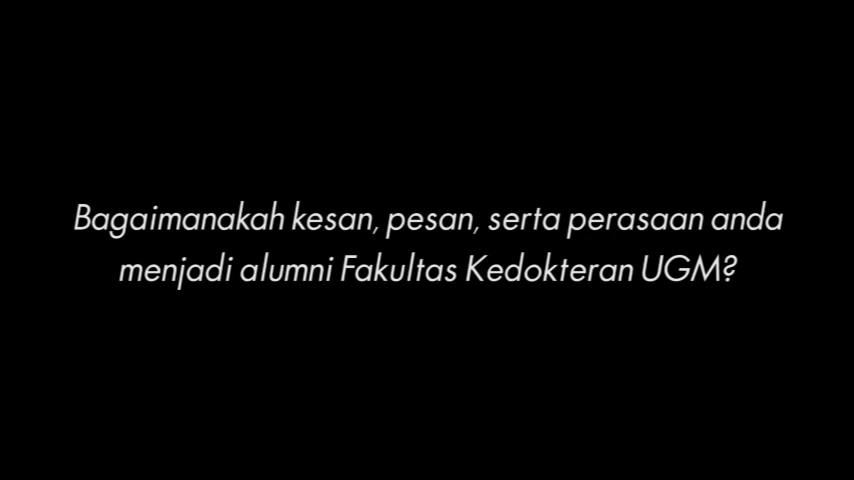 Bagaimanakah kesan, pesan, serta perasaan anda
menjadi alumni Fakultas Kedokteran UGM?